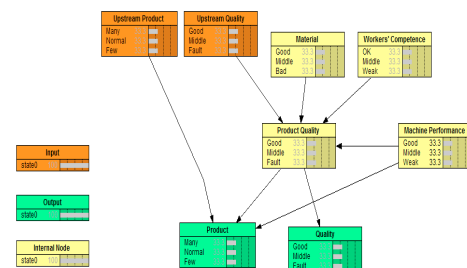 Upstream Product
Many
Normal
Few
Upstream Quality
Good
Middle
Fault
Material
Good 33.3
Middle 33.3
Bad 33.3
Workers' Competence
OK 33.3
Middle 33.3
Weak 33.3
Product Quality
Good 33.3
Middle 33.3
Fault 33.3
Machine Performance
Good 33.3
Middle 33.3
Weak 33.3
Input
state0
Output
state0
Internal Node
state0 100
Product
Many
Normal
Few
Quality
Good
Middle
Fault